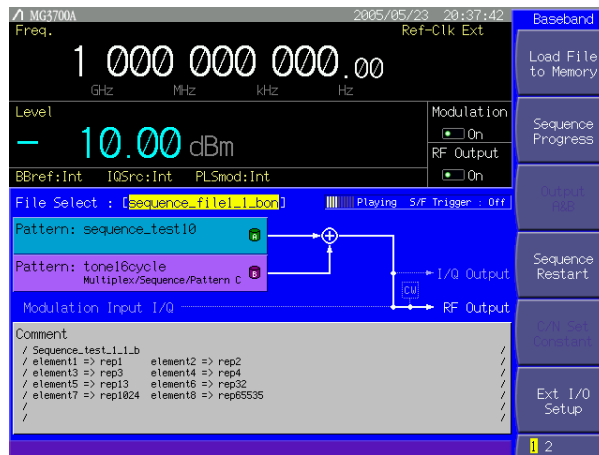 MG3700A 2005/05/23 20:37:42
Freq. Ref-Clk Ext
1 000 000 000.00
GHz MHz kHz Hz
Level
- 10.00 dBm
Modulation
On
RF Output
On
BBref:Int IQSrc:Int PLSmod:Int
File Select : [sequence_file1_1_bon] Playing S/F Trigger : Off
Pattern: sequence_test10
A
Pattern: tone16cycle
Multiplex/Sequence/Pattern C
B
I/Q Output
CW
Modulation Input I/Q
RF Output
Comment
/ Sequence_test_1_1_b /
/ element1 => rep1 element2 => rep2 /
/ element3 => rep3 element4 => rep4 /
/ element5 => rep13 element6 => rep32 /
/ element7 => rep1024 element8 => rep65535 /
/ /
/ /
Baseband
Load File
to Memory
Sequence
Progress
Output
A&B
Sequence
Restart
C/N Set
Constant
Ext I/O
Setup
1 2